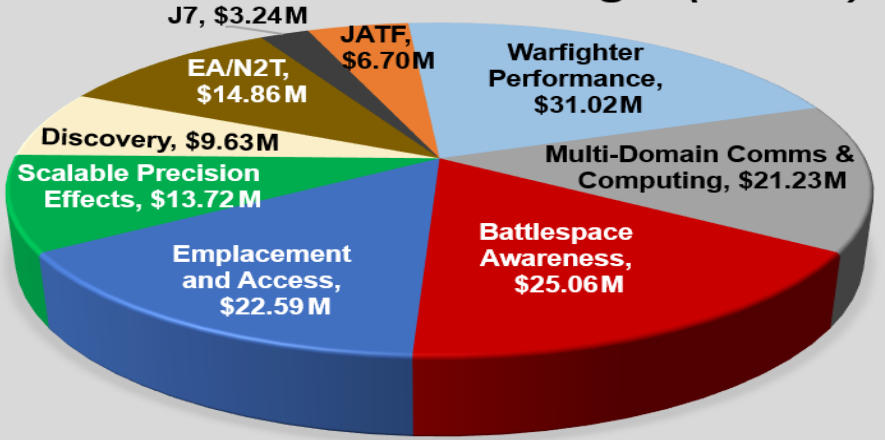 J7, $3.24M
JATF,
$6.70M
Warfighter
Performance,
$31.02M
EA/N2T,
$14.86M
Discovery, $9.63M
Multi-Domain Comms &
Computing, $21.23M
Scalable Precision
Effects, $13.72M
Battlespace
Awareness,
$25.06M
Emplacement
and Access,
$22.59M